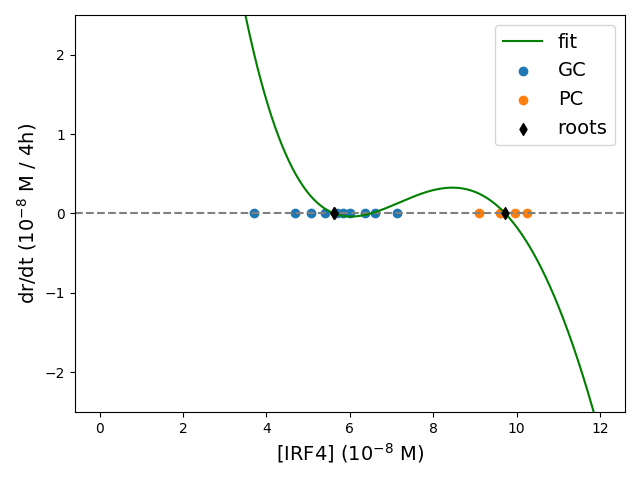 fit
GC
PC
roots
dr/dt (10⁻⁸ M / 4h)
2
1
0
−1
−2
0 2 4 6 8 10 12
[IRF4] (10⁻⁸ M)